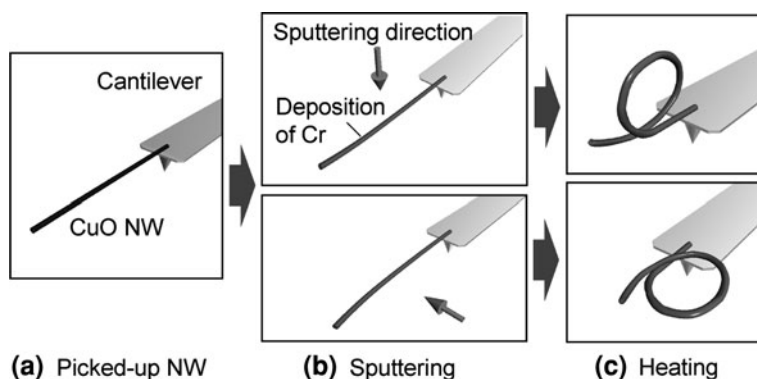 Cantilever
CuO NW
Sputtering direction
Deposition
of Cr
(a) Picked-up NW
(b) Sputtering
(c) Heating